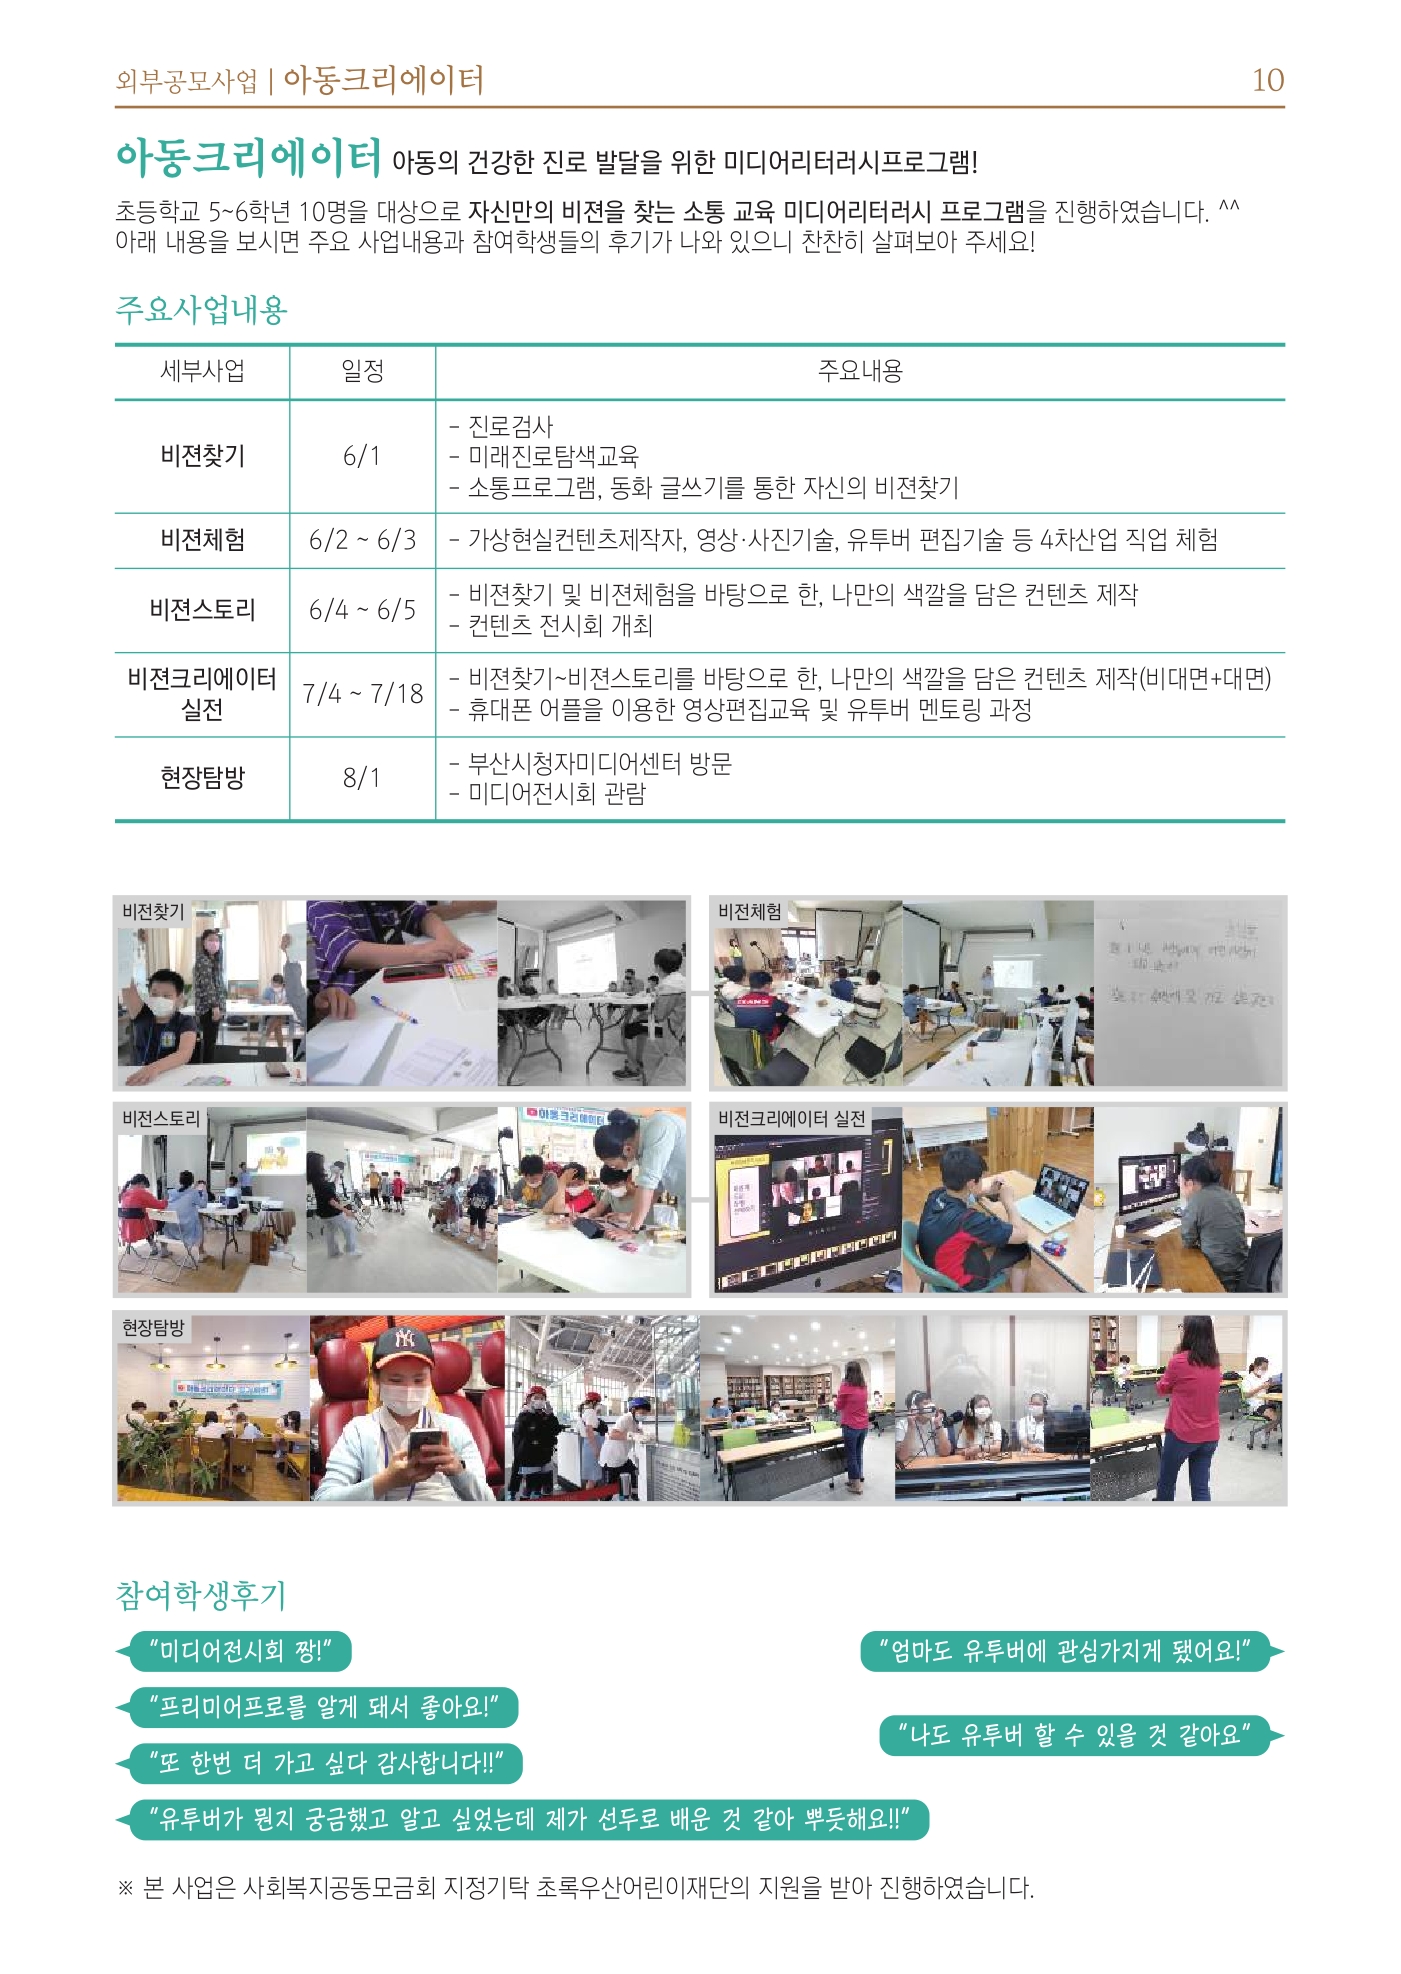 외부공모사업 | 아동크리에이터
10
아동크리에이터 아동의 건강한 진로 발달을 위한 미디어리터러시프로그램!
초등학교 5~6학년 10명을 대상으로 자신만의 비젼을 찾는 소통 교육 미디어리터러시 프로그램을 진행하였습니다. ^^
아래 내용을 보시면 주요 사업내용과 참여학생들의 후기가 나와 있으니 찬찬히 살펴보아 주세요!
주요사업내용
세부사업 일정 주요내용
비젼찾기 6/1
- 진로검사
- 미래진로탐색교육
- 소통프로그램, 동화 글쓰기를 통한 자신의 비젼찾기
비젼체험 6/2 ~ 6/3 - 가상현실컨텐츠제작자, 영상·사진기술, 유투버 편집기술 등 4차산업 직업 체험
비젼스토리 6/4 ~ 6/5
- 비젼찾기 및 비젼체험을 바탕으로 한, 나만의 색깔을 담은 컨텐츠 제작
- 컨텐츠 전시회 개최
비젼크리에이터
실전
7/4 ~ 7/18
- 비젼찾기~비젼스토리를 바탕으로 한, 나만의 색깔을 담은 컨텐츠 제작(비대면+대면)
- 휴대폰 어플을 이용한 영상편집교육 및 유투버 멘토링 과정
현장탐방 8/1
- 부산시청자미디어센터 방문
- 미디어전시회 관람
비전찾기
비전체험
비전스토리
아동크리에이터
비전크리에이터 실전
현장탐방
참여학생후기
"미디어전시회 짱!"
"엄마도 유투버에 관심가지게 됐어요!"
"프리미어프로를 알게 돼서 좋아요!"
"나도 유투버 할 수 있을 것 같아요"
"또 한번 더 가고 싶다 감사합니다!!"
"유투버가 뭔지 궁금했고 알고 싶었는데 제가 선두로 배운 것 같아 뿌듯해요!!"
※ 본 사업은 사회복지공동모금회 지정기탁 초록우산어린이재단의 지원을 받아 진행하였습니다.